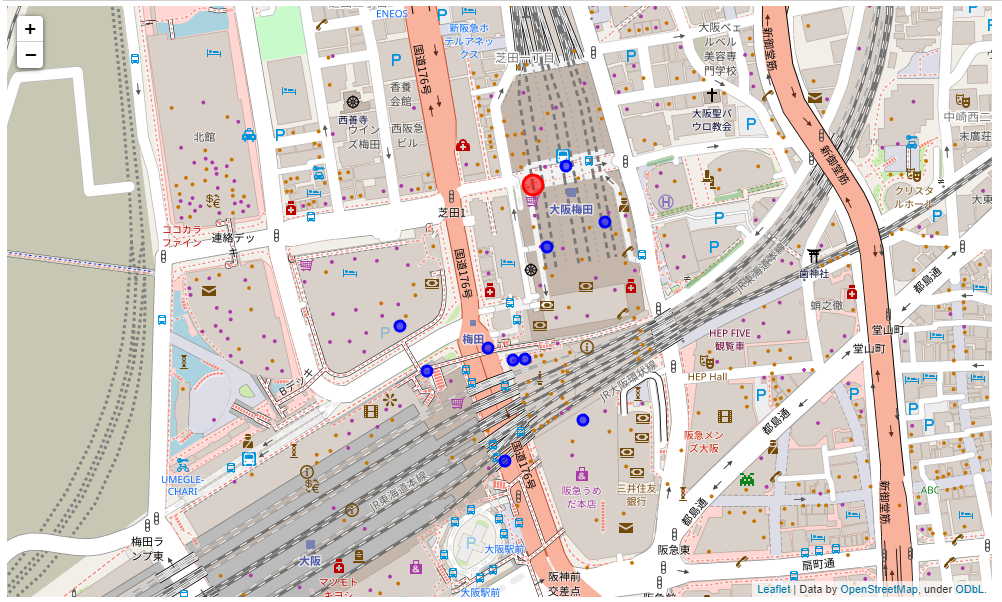 +
−
ENEOS
新阪急ホ
テルアネッ
クス
国道176号
芝田一丁目
大阪ベェ
ルベル
美容専
門学校
新御堂筋
香養
会館
西善寺
ウイン
ズ梅田
西阪急
ビル
北館
大阪聖パ
ウロ教会
中崎西二
末廣荘
新御堂筋
クリスタ
ルホール
大東
芝田1
大阪梅田
ココカラ
ファイン
連絡デッ
キ
国道176号
JR東海道本線
歯神社
都島通
蛸之徹
梅田
堂山町
堂山町
HEP FIVE
観覧車
HEP Hall
Bデッキ
JR大阪環状線
都島通
阪急メン
ズ大阪
国道176号
UMEGLE-
CHARI
JR東海道本線
阪急うめ
だ本店
三井住友
銀行
都島通
新御堂筋
ABC
梅田ラ
ンプ東
大阪
大阪駅前
阪急東
扇町通
マツモト
キヨシ
大阪駅前
阪神前
交差点
Leaflet | Data by OpenStreetMap, under ODbL.